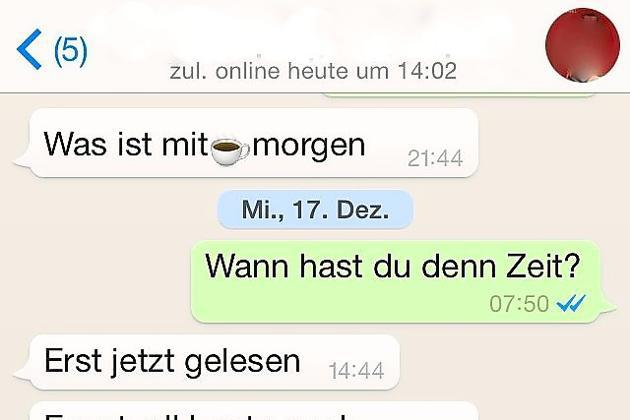 (5)
zul. online heute um 14:02
Was ist mit☕morgen
21:44
Mi., 17. Dez.
Wann hast du denn Zeit?
07:50
Erst jetzt gelesen
14:44